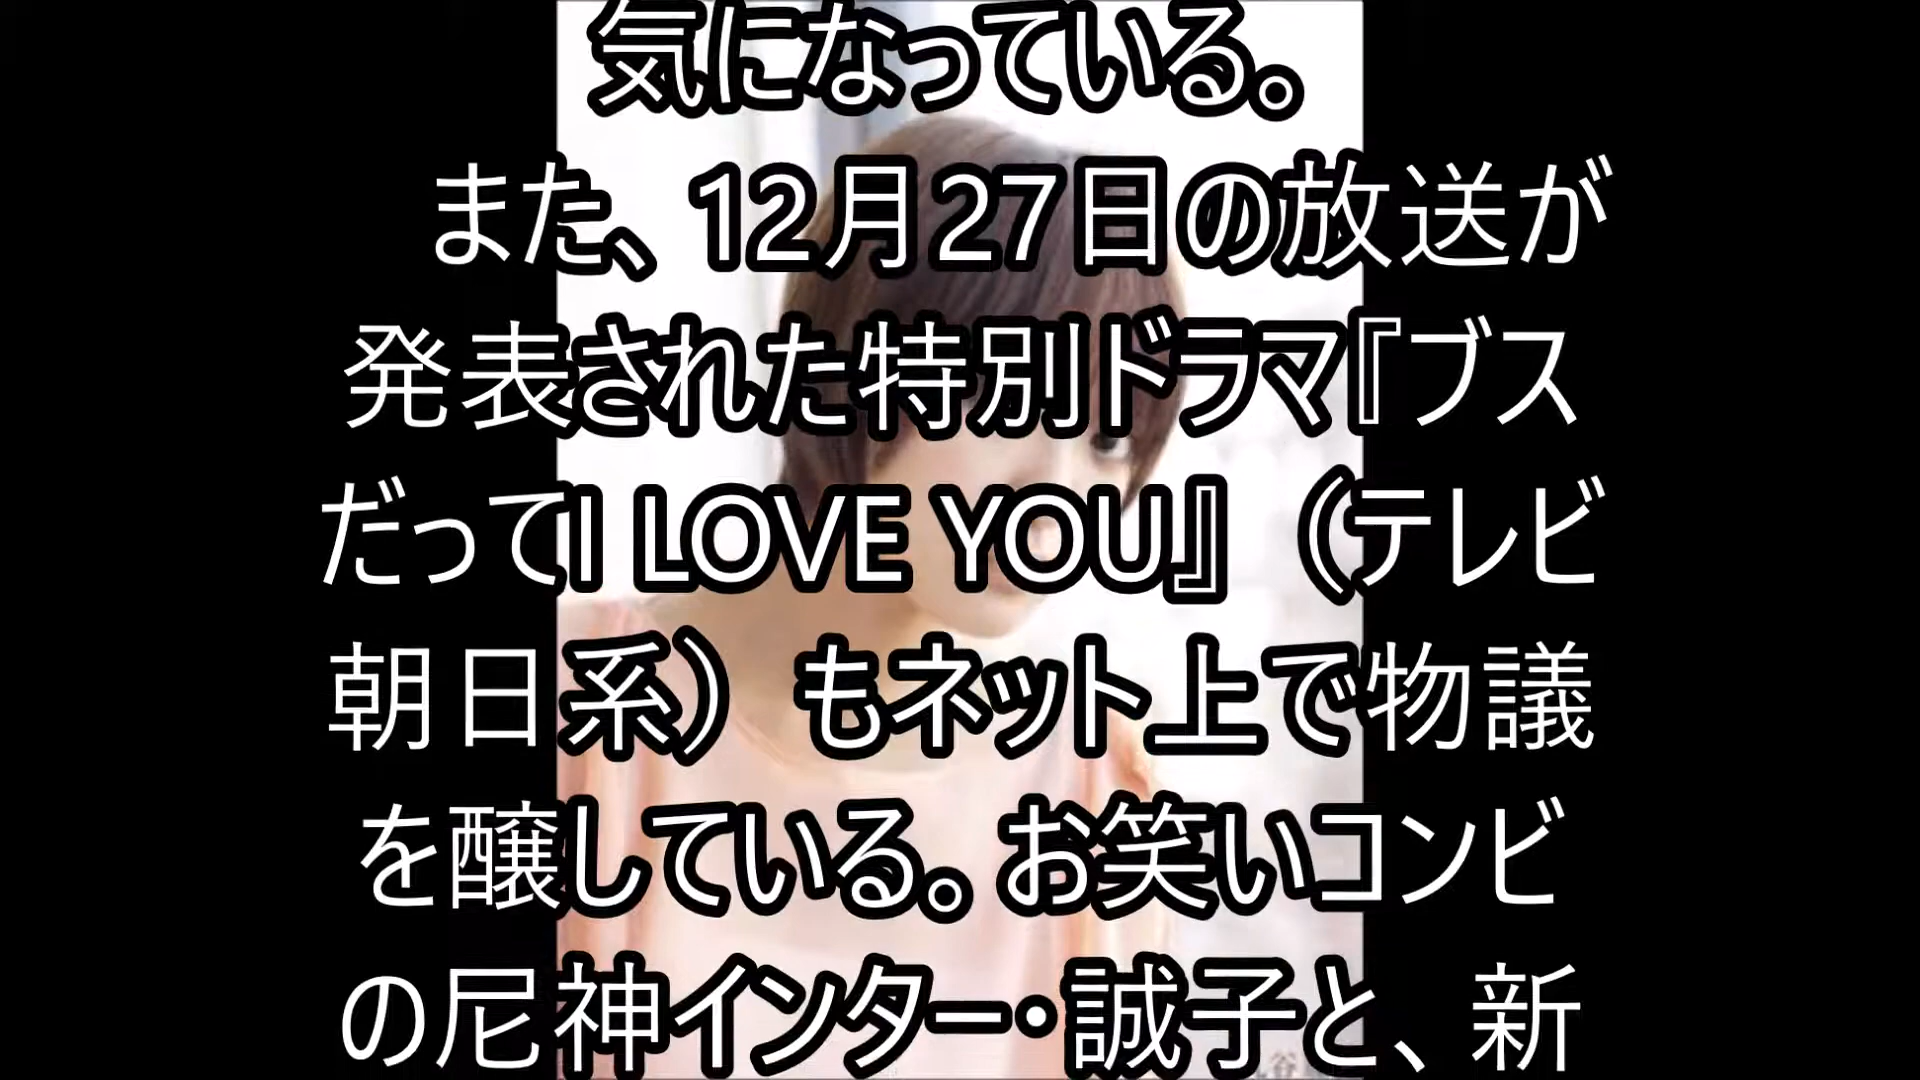 気になっている。
また、12月27日の放送が
発表された特別ドラマ『ブス
だってI LOVE YOU』（テレビ
朝日系）もネット上で物議
を醸している。お笑いコンビ
の尼神インター・誠子と、新